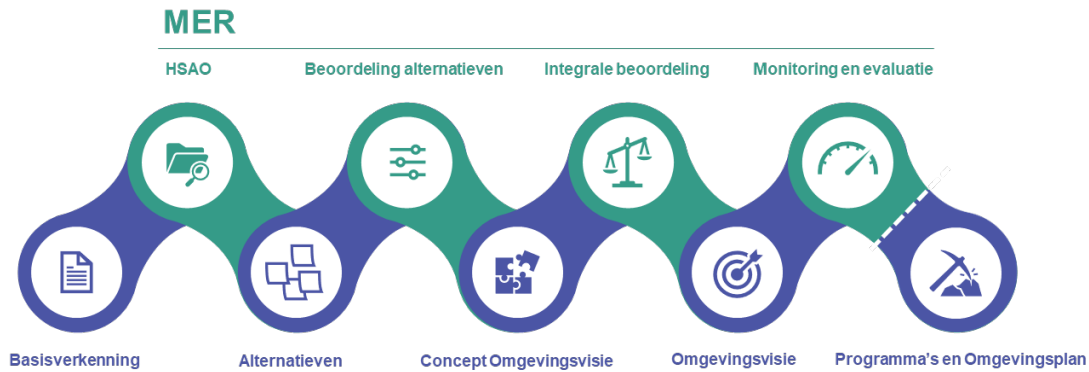 MER
HSAO
Beoordeling alternatieven
Integrale beoordeling
Monitoring en evaluatie
Basisverkenning
Alternatieven
Concept Omgevingsvisie
Omgevingsvisie
Programma's en Omgevingsplan